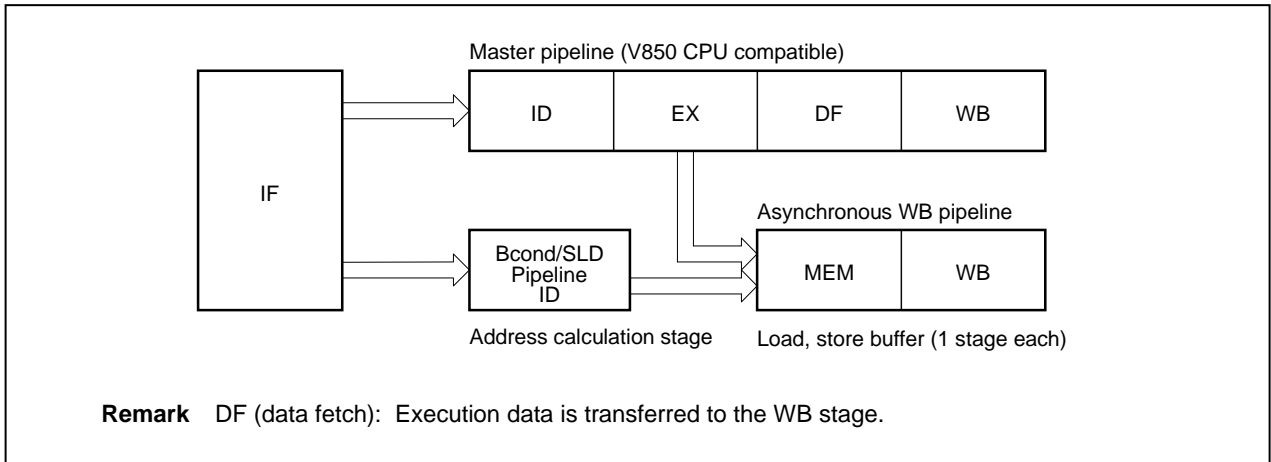 Master pipeline (V850 CPU compatible)
IF
ID
EX
DF
WB
Asynchronous WB pipeline
Bcond/SLD
Pipeline
ID
MEM
WB
Address calculation stage
Load, store buffer (1 stage each)
Remark DF (data fetch): Execution data is transferred to the WB stage.